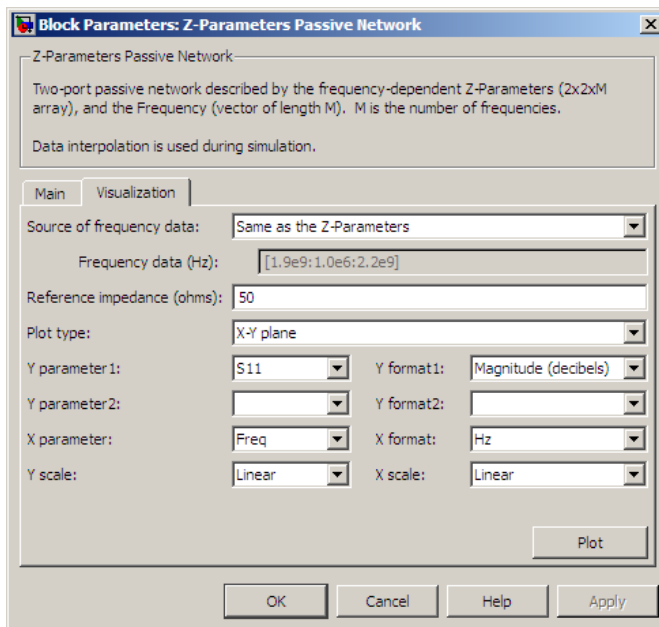 Block Parameters: Z-Parameters Passive Network
Z-Parameters Passive Network
Two-port passive network described by the frequency-dependent Z-Parameters (2x2xM
array), and the Frequency (vector of length M).  M is the number of frequencies.
Data interpolation is used during simulation.
Main Visualization
Source of frequency data: Same as the Z-Parameters
Frequency data (Hz): [1.9e9:1.0e6:2.2e9]
Reference impedance (ohms): 50
Plot type: X-Y plane
Y parameter1: S11 Y format1: Magnitude (decibels)
Y parameter2: Y format2:
X parameter: Freq X format: Hz
Y scale: Linear X scale: Linear
Plot
OK Cancel Help Apply